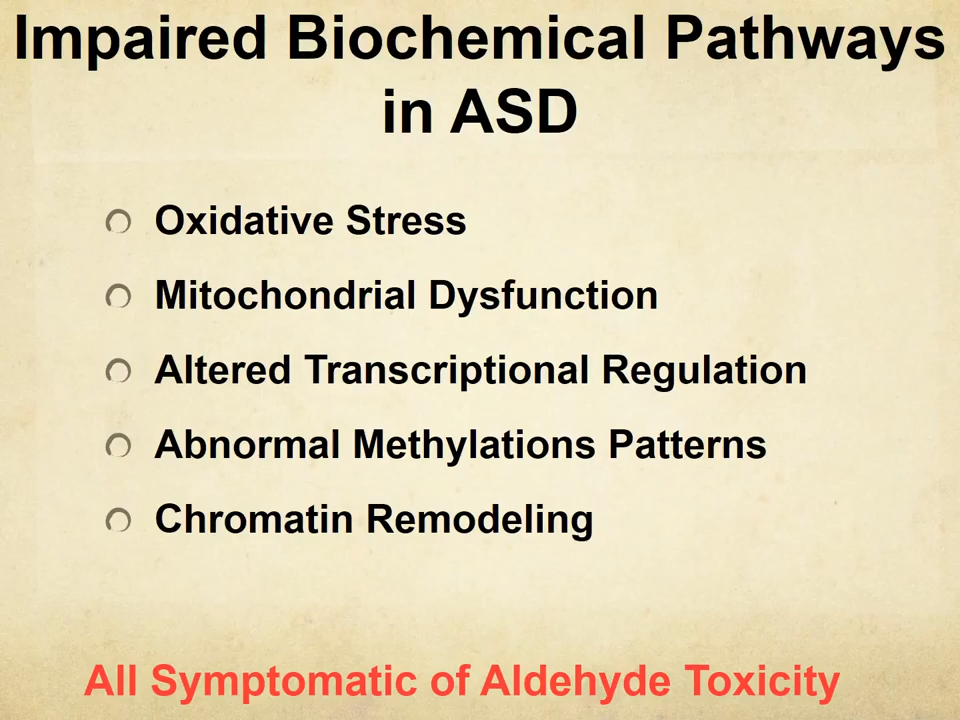 Impaired Biochemical Pathways
in ASD
Oxidative Stress
Mitochondrial Dysfunction
Altered Transcriptional Regulation
Abnormal Methylations Patterns
Chromatin Remodeling
All Symptomatic of Aldehyde Toxicity